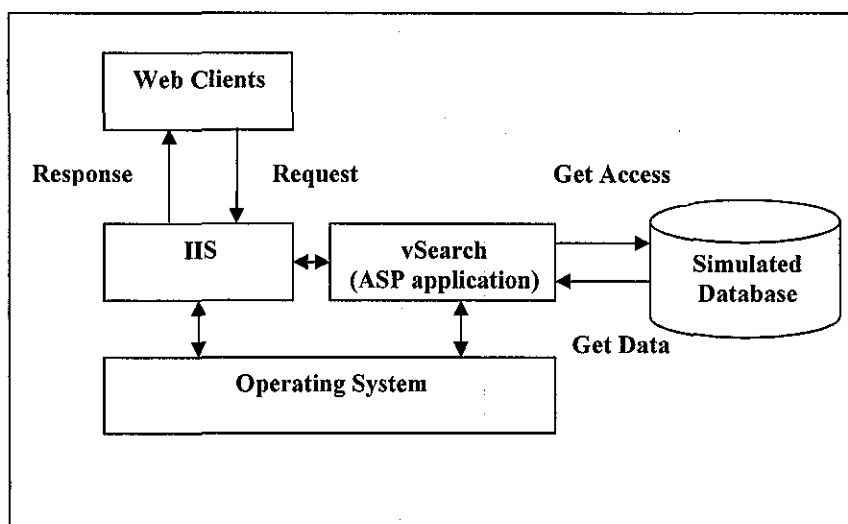 Web Clients
Response
Request
Get Access
IIS
vSearch
(ASP application)
Simulated
Database
Get Data
Operating System